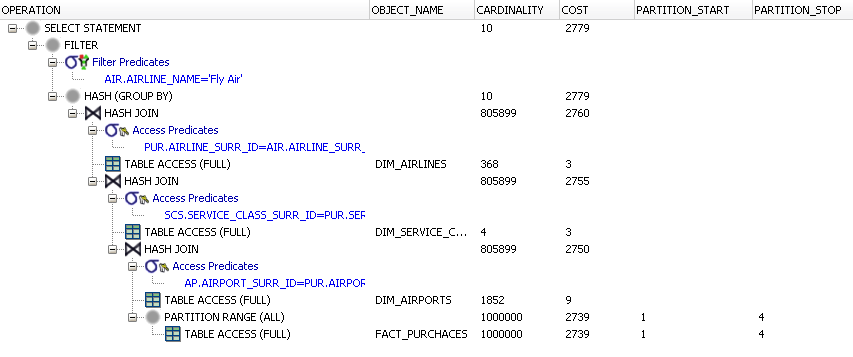 OPERATION OBJECT_NAME CARDINALITY COST PARTITION_START PARTITION_STOP
SELECT STATEMENT 10 2779
FILTER
Filter Predicates
AIR.AIRLINE_NAME='Fly Air'
HASH (GROUP BY) 10 2779
HASH JOIN 805899 2760
Access Predicates
PUR.AIRLINE_SURR_ID=AIR.AIRLINE_SURR_
TABLE ACCESS (FULL) DIM_AIRLINES 368 3
HASH JOIN 805899 2755
Access Predicates
SCS.SERVICE_CLASS_SURR_ID=PUR.SER
TABLE ACCESS (FULL) DIM_SERVICE_C... 4 3
HASH JOIN 805899 2750
Access Predicates
AP.AIRPORT_SURR_ID=PUR.AIRPOR
TABLE ACCESS (FULL) DIM_AIRPORTS 1852 9
PARTITION RANGE (ALL) 1000000 2739 1 4
TABLE ACCESS (FULL) FACT_PURCHACES 1000000 2739 1 4